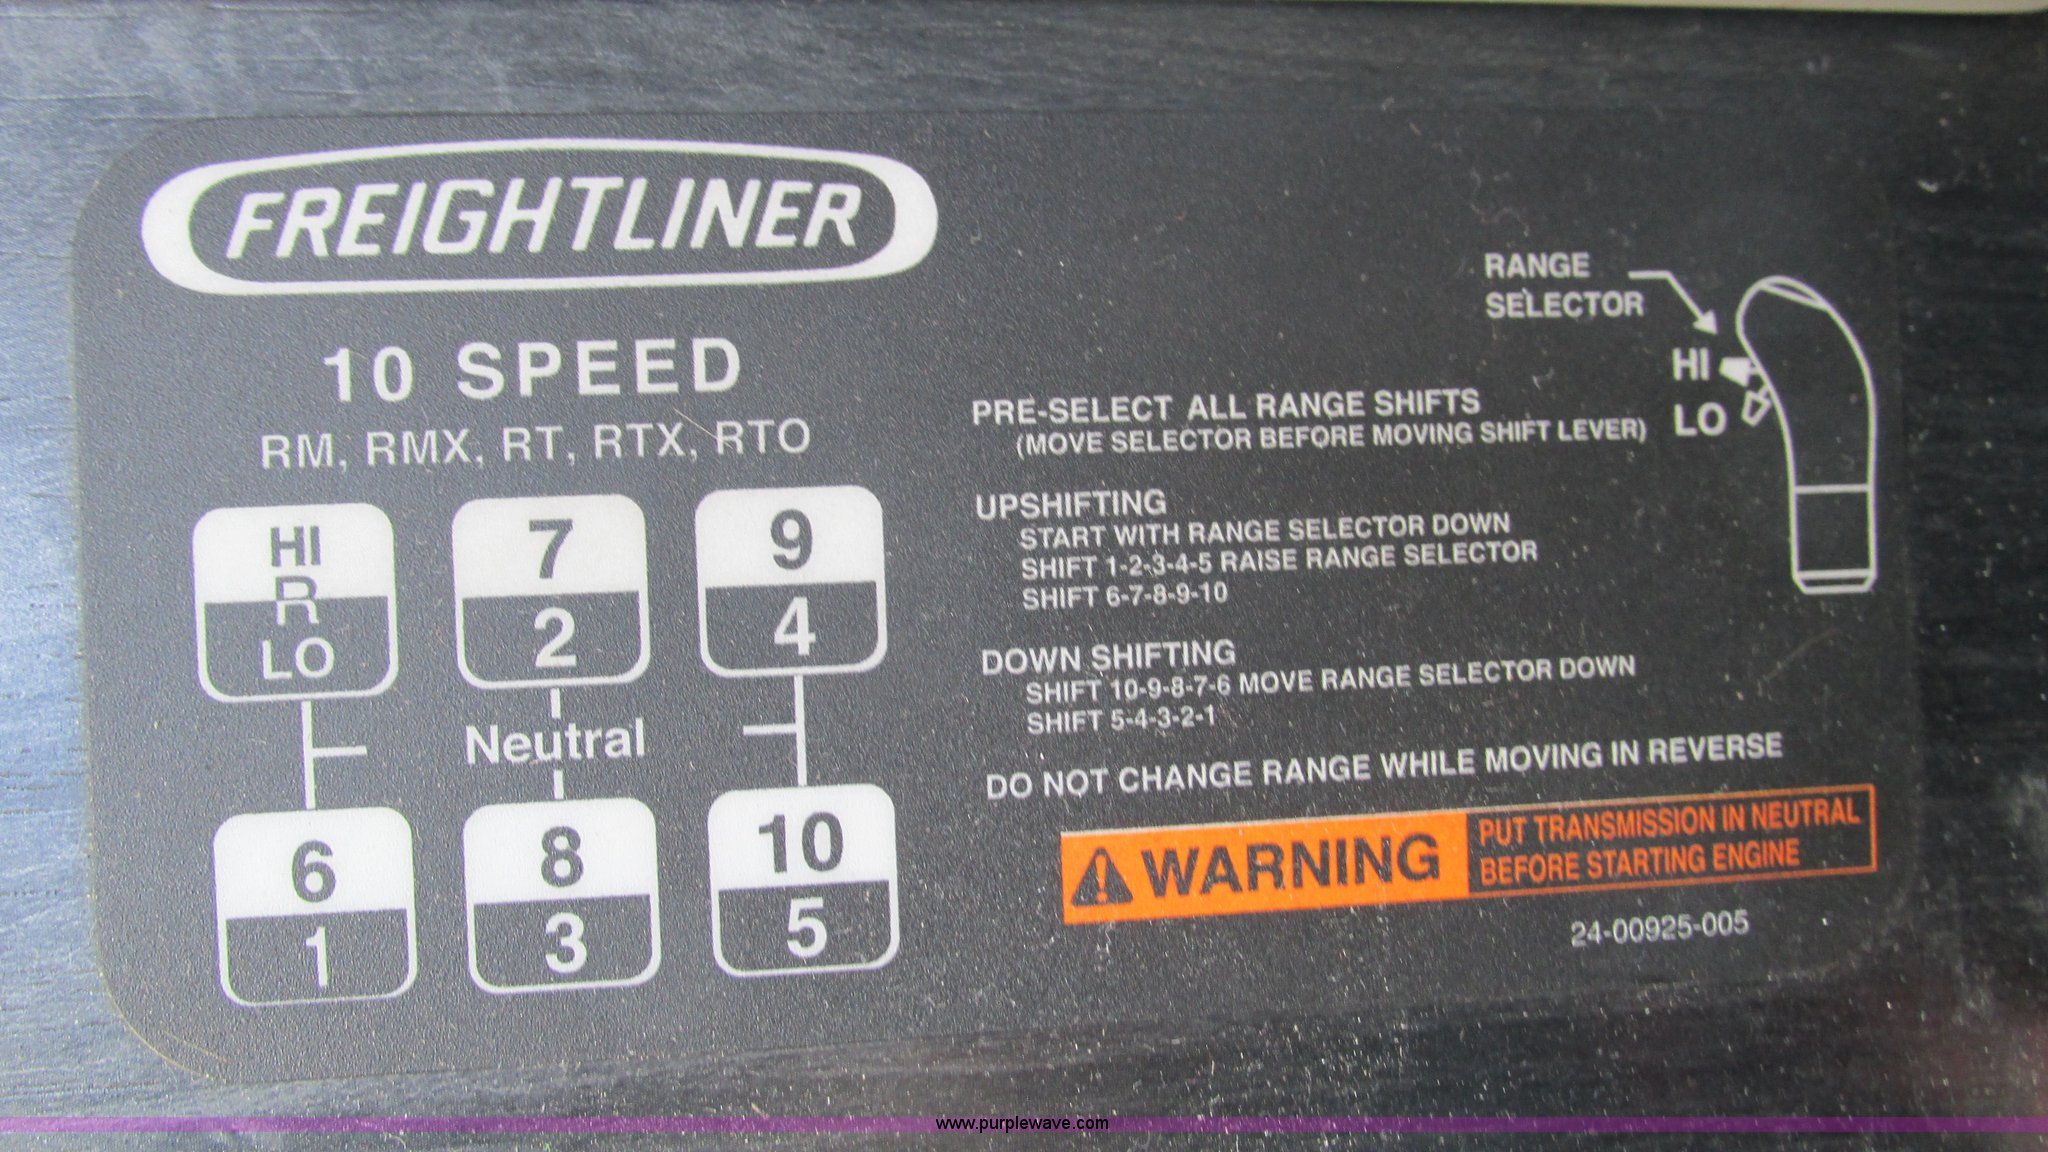 FREIGHTLINER
10 SPEED
RM, RMX, RT, RTX, RTO
HI
R
LO
7
2
9
4
Neutral
6
1
8
3
10
5
RANGE
SELECTOR
HI
LO
PRE-SELECT ALL RANGE SHIFTS
(MOVE SELECTOR BEFORE MOVING SHIFT LEVER)
UPSHIFTING
START WITH RANGE SELECTOR DOWN
SHIFT 1-2-3-4-5 RAISE RANGE SELECTOR
SHIFT 6-7-8-9-10
DOWN SHIFTING
SHIFT 10-9-8-7-6 MOVE RANGE SELECTOR DOWN
SHIFT 5-4-3-2-1
DO NOT CHANGE RANGE WHILE MOVING IN REVERSE
WARNING
PUT TRANSMISSION IN NEUTRAL
BEFORE STARTING ENGINE
24-00925-005
www.purplewave.com